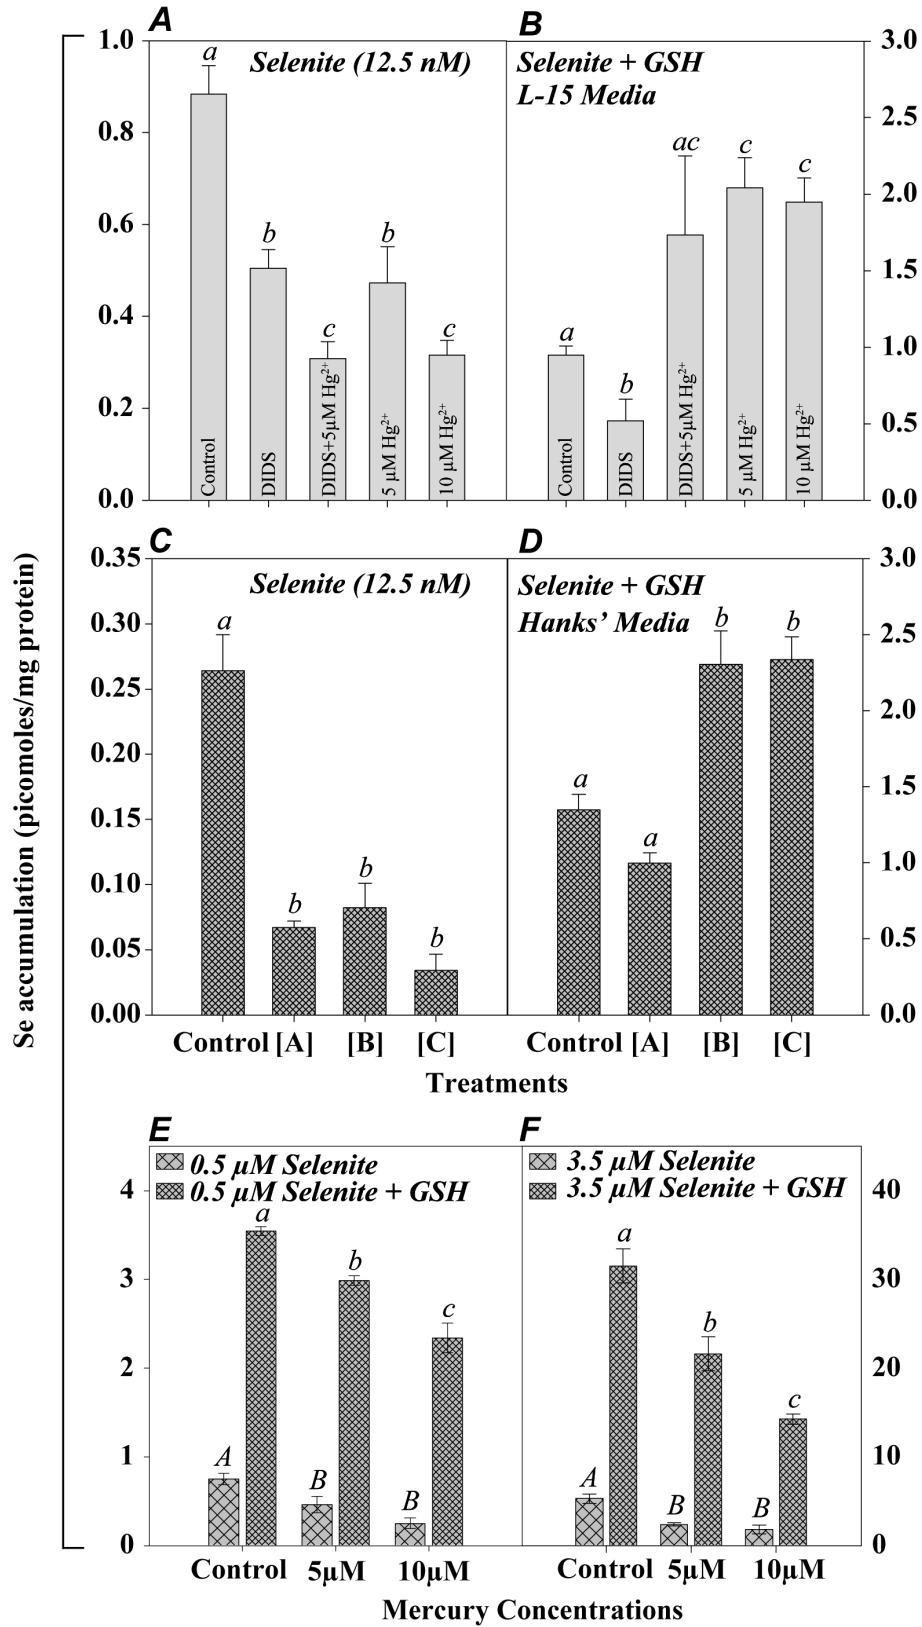 A
B
1.0
0.8
0.6
0.4
0.2
0.0
Selenite (12.5 nM)
a
b
c
b
c
Control
DIDS
DIDS+5μM Hg²⁺
5 μM Hg²⁺
10 μM Hg²⁺
Selenite + GSH
L-15 Media
a
b
ac
c
c
Control
DIDS
DIDS+5μM Hg²⁺
5 μM Hg²⁺
10 μM Hg²⁺
3.0
2.5
2.0
1.5
1.0
0.5
0.0
Se accumulation (picomoles/mg protein)
C
D
0.35
0.30
0.25
0.20
0.15
0.10
0.05
0.00
Selenite (12.5 nM)
a
b
b
b
Selenite + GSH
Hanks’ Media
a
a
b
b
3.0
2.5
2.0
1.5
1.0
0.5
0.0
Control [A] [B] [C]
Control [A] [B] [C]
Treatments
E
F
4
3
2
1
0
0.5 μM Selenite
0.5 μM Selenite + GSH
a
b
c
A
B
B
3.5 μM Selenite
3.5 μM Selenite + GSH
a
b
c
A
B
B
40
30
20
10
0
Control 5μM 10μM
Control 5μM 10μM
Mercury Concentrations